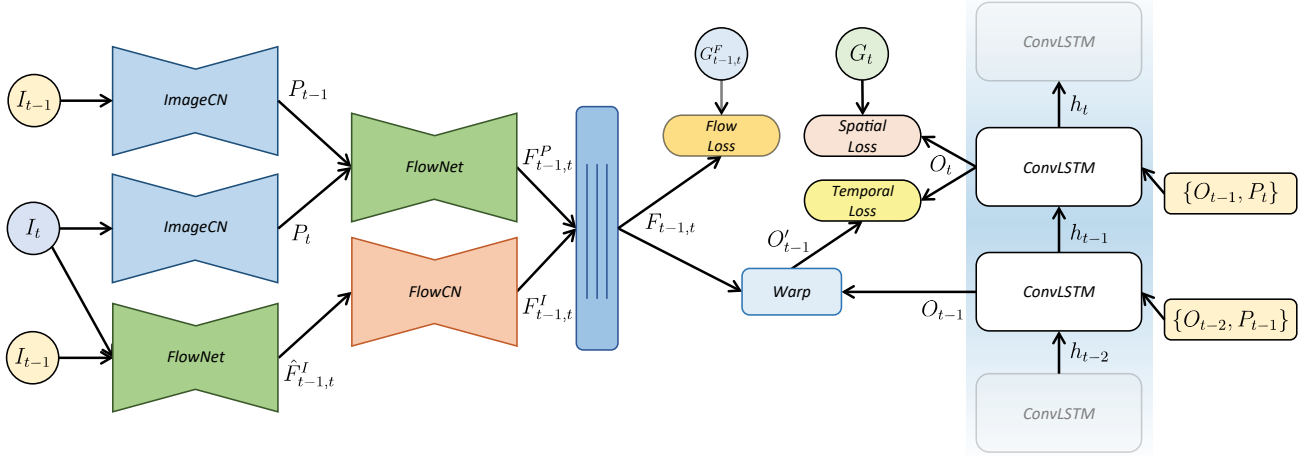 I_{t-1}
ImageCN
P_{t-1}
I_t
ImageCN
P_t
I_{t-1}
FlowNet
\hat{F}^I_{t-1,t}
FlowNet
F^P_{t-1,t}
FlowCN
F^I_{t-1,t}
F_{t-1,t}
G^F_{t-1,t}
Flow
Loss
G_t
Spatial
Loss
O_t
Temporal
Loss
O'_{t-1}
Warp
O_{t-1}
ConvLSTM
h_t
ConvLSTM
{O_{t-1}, P_t}
h_{t-1}
ConvLSTM
{O_{t-2}, P_{t-1}}
h_{t-2}
ConvLSTM